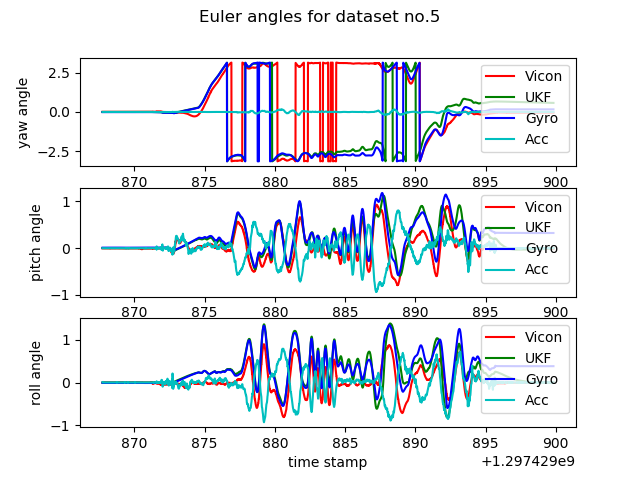 Euler angles for dataset no.5
yaw angle
2.5
0.0
−2.5
Vicon
UKF
Gyro
Acc
870 875 880 885 890 895 900
pitch angle
1
0
−1
Vicon
UKF
Gyro
Acc
870 875 880 885 890 895 900
roll angle
1
0
−1
Vicon
UKF
Gyro
Acc
870 875 880 885 890 895 900
time stamp
+1.297429e9